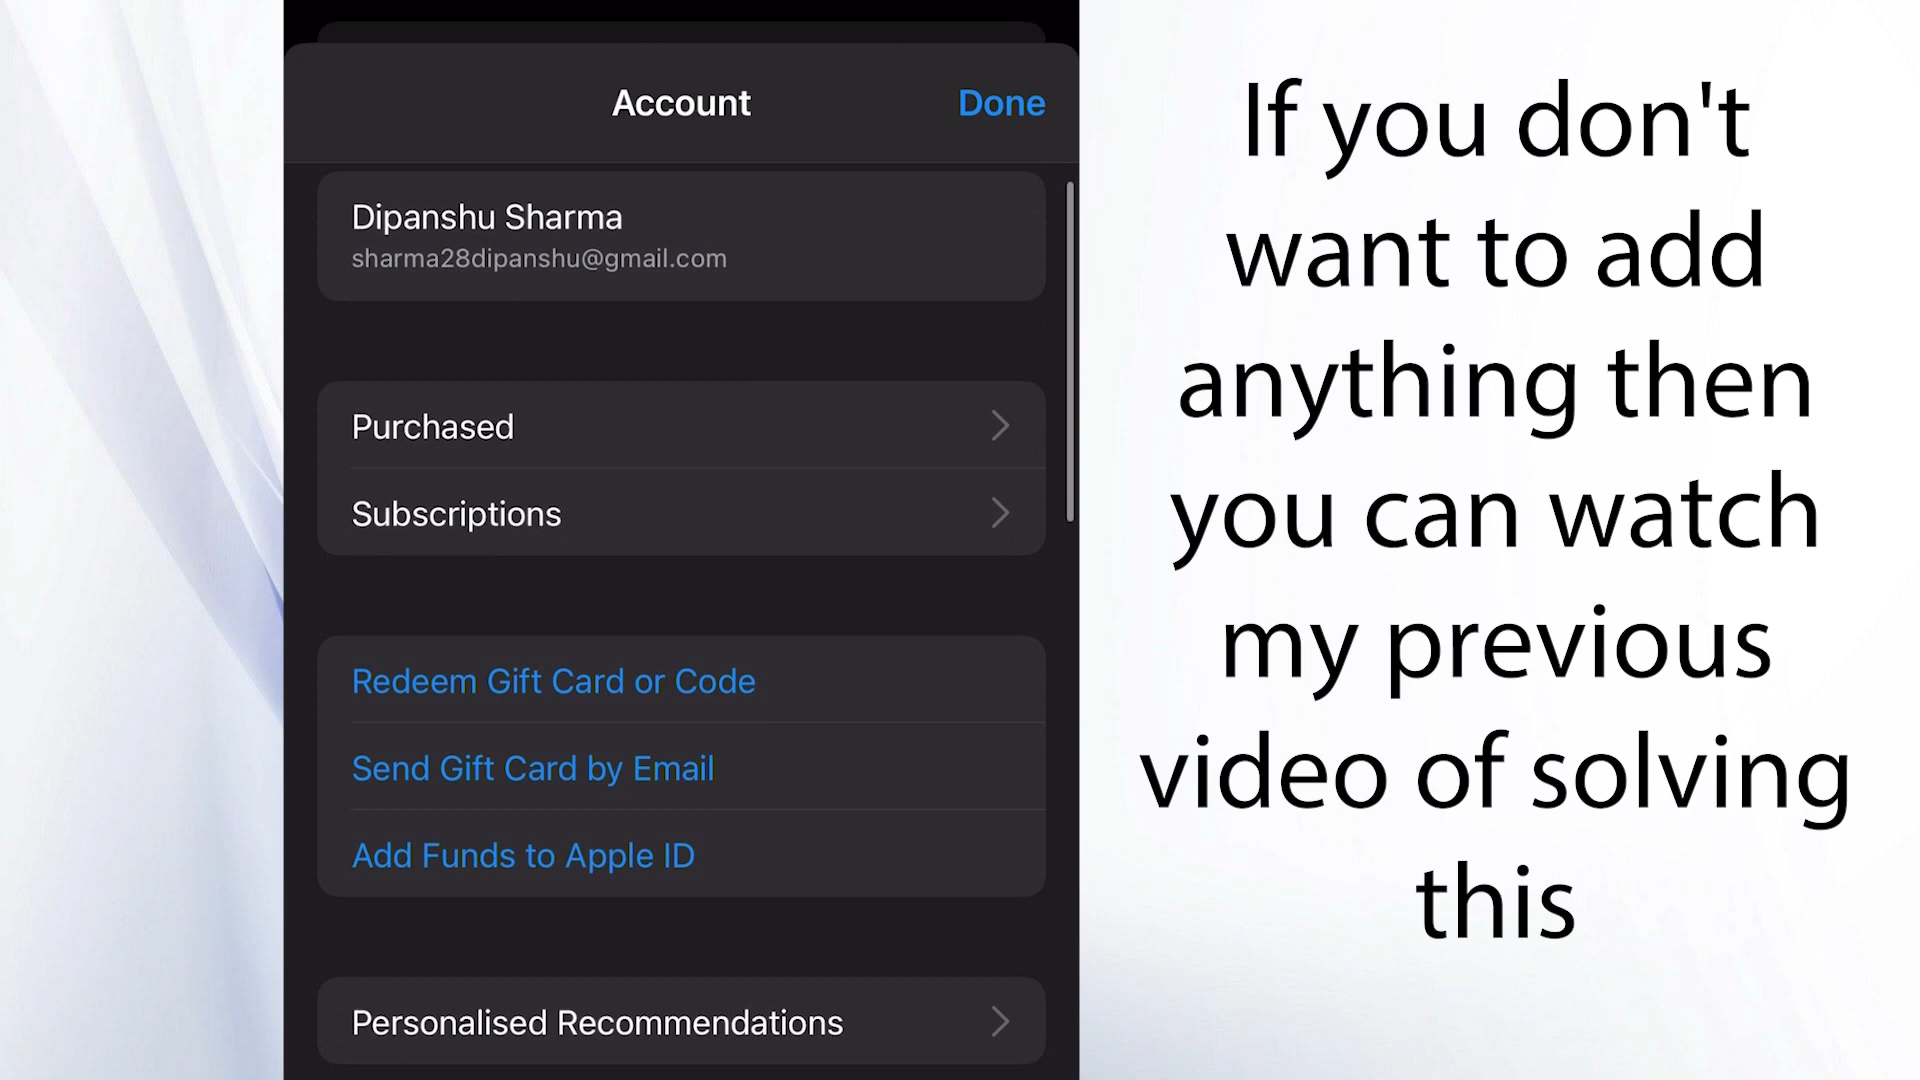 Account
Done
Dipanshu Sharma
sharma28dipanshu@gmail.com
Purchased
Subscriptions
Redeem Gift Card or Code
Send Gift Card by Email
Add Funds to Apple ID
Personalised Recommendations
If you don't
want to add
anything then
you can watch
my previous
video of solving
this